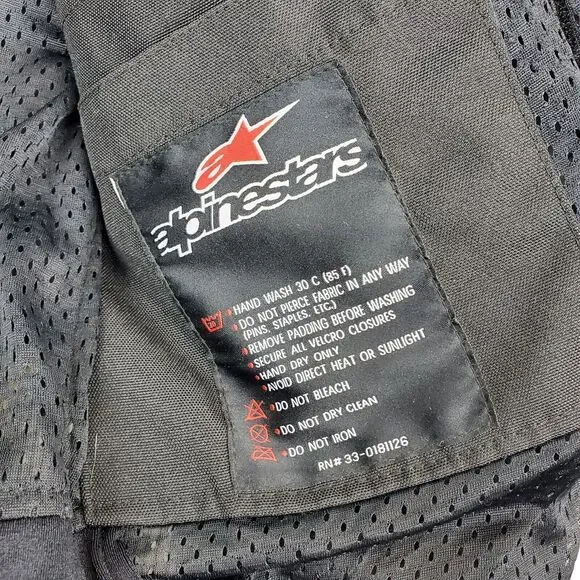 alpinestars
• HAND WASH 30 C (85 F)
• DO NOT PIERCE FABRIC IN ANY WAY
(PINS, STAPLES, ETC.)
• REMOVE PADDING BEFORE WASHING
• SECURE ALL VELCRO CLOSURES
• HAND DRY ONLY
• AVOID DIRECT HEAT OR SUNLIGHT
• DO NOT BLEACH
• DO NOT DRY CLEAN
• DO NOT IRON
RN# 33-0181126